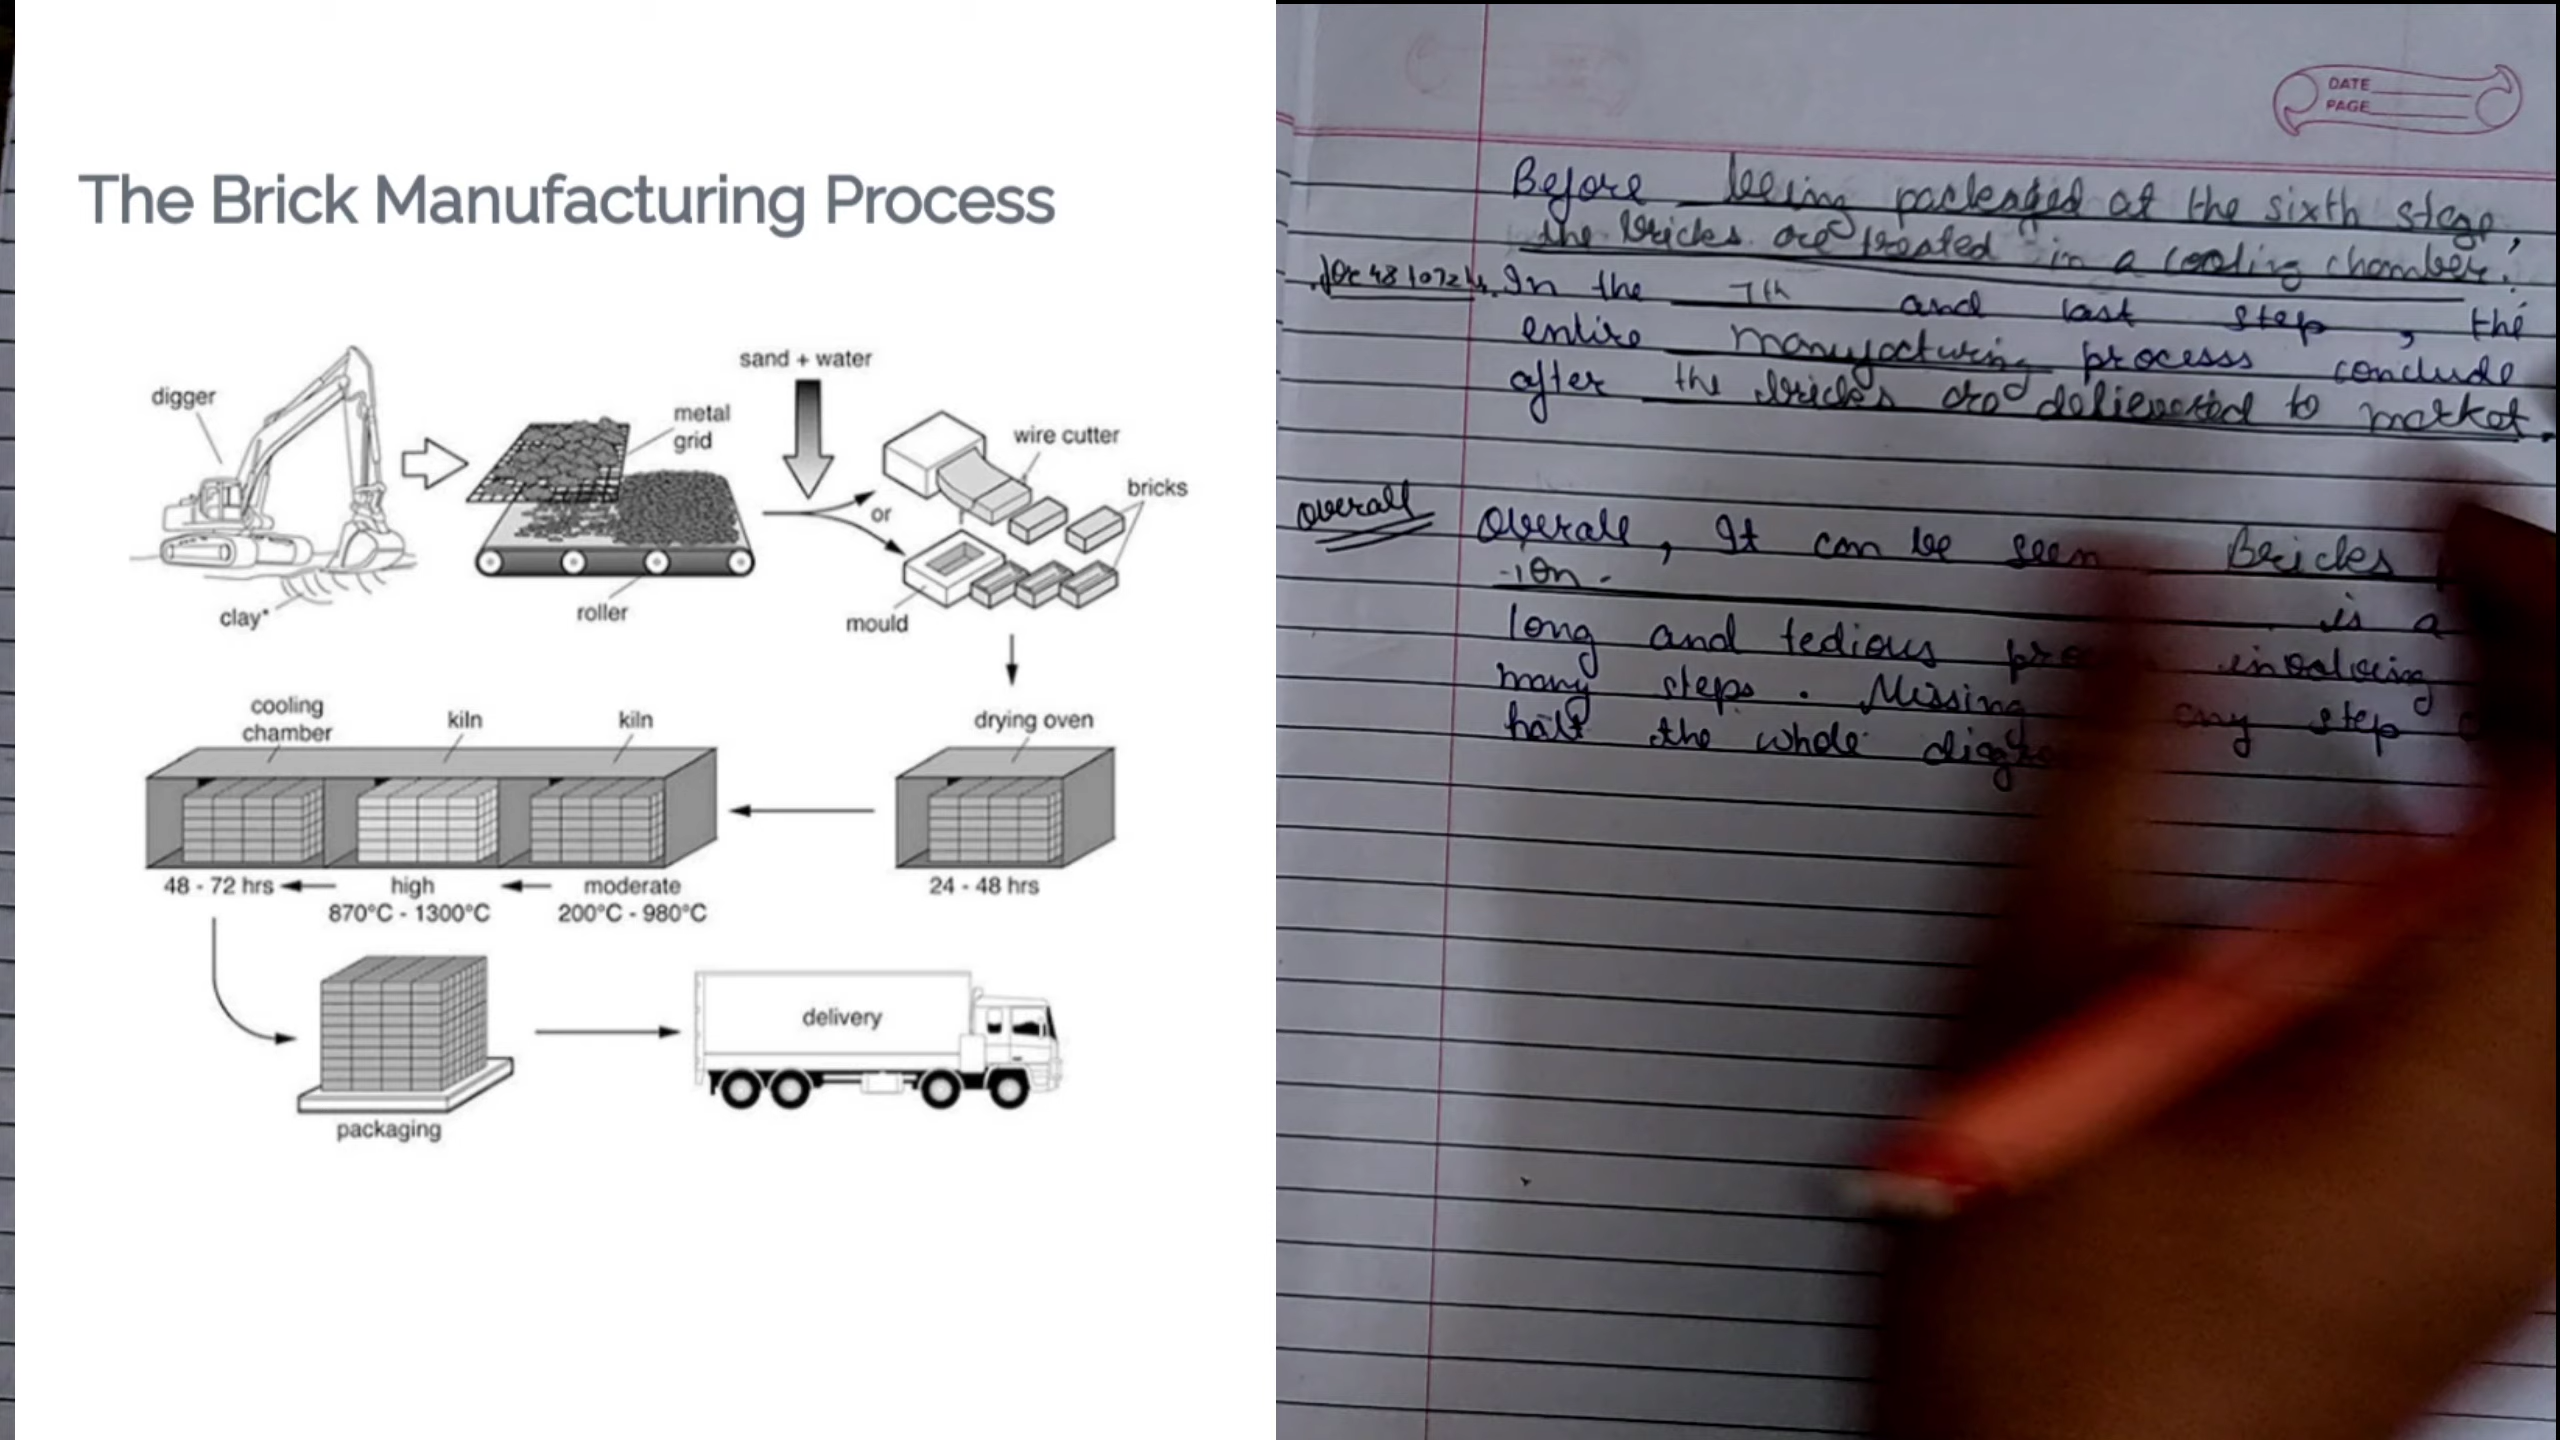 The Brick Manufacturing Process
sand + water
digger
metal
grid
wire cutter
bricks
or
clay*
roller
mould
cooling
chamber
kiln
kiln
drying oven
48 - 72 hrs
high
870°C - 1300°C
moderate
200°C - 980°C
24 - 48 hrs
packaging
delivery
DATE
PAGE
Before being packaged at the sixth stage,
the bricks are treated in a cooling chamber.
for 48 to 72 In the 7th and last step, the
entire manufacturing process conclude
after the bricks are to market.
overall
Overall, It can be seen Bricks
-ion. is a
long and tedious
many steps. Missing any step
halt the whole